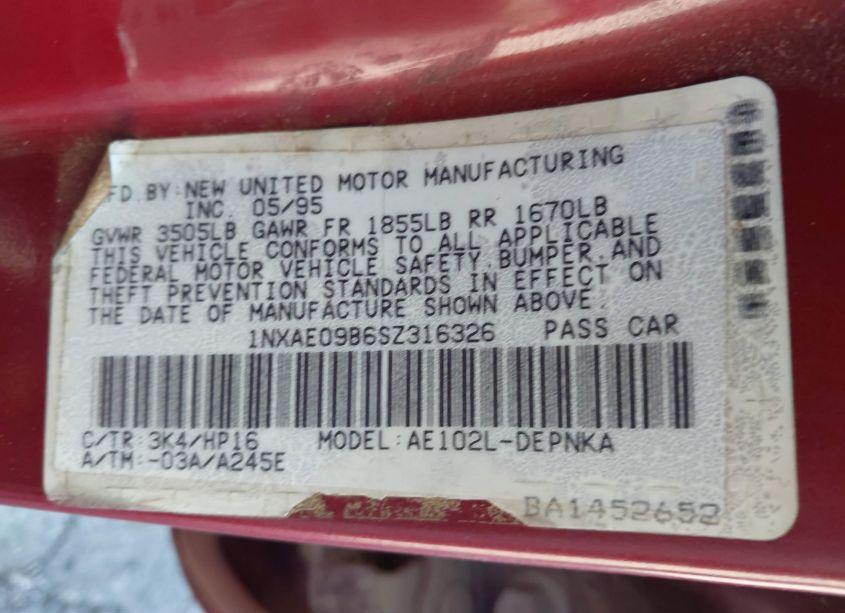 MFD BY:NEW UNITED MOTOR MANUFACTURING
INC. 05/95
GVWR 3505LB GAWR FR 1855LB RR 1670LB
THIS VEHICLE CONFORMS TO ALL APPLICABLE
FEDERAL MOTOR VEHICLE SAFETY,BUMPER,AND
THEFT PREVENTION STANDARDS IN EFFECT ON
THE DATE OF MANUFACTURE SHOWN ABOVE.
1NXAE09B6SZ316326 PASS CAR
C/TR:3K4/HP16 MODEL:AE102L-DEPNKA
A/TM:-03A/A245E
BA1452652